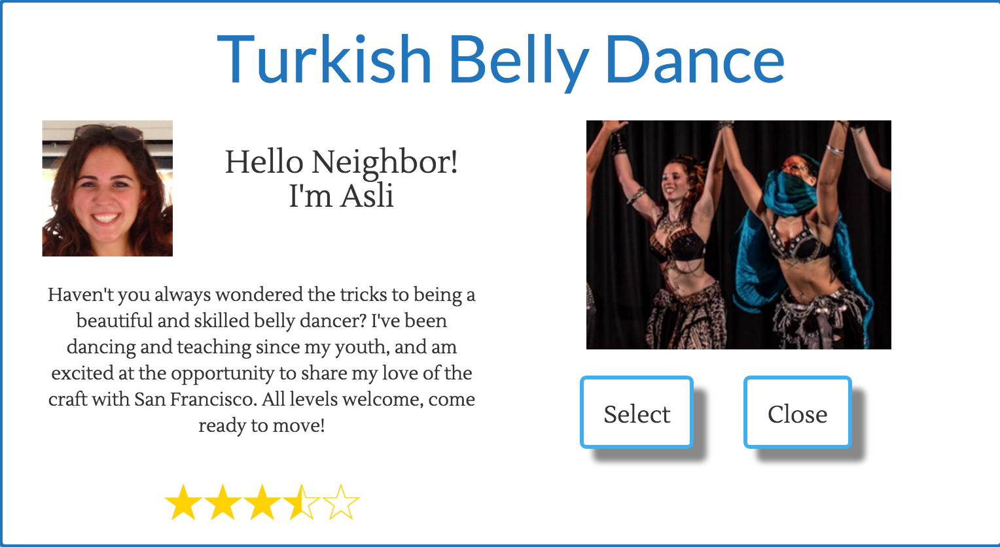 Turkish Belly Dance
Hello Neighbor!
I'm Asli
Haven't you always wondered the tricks to being a
beautiful and skilled belly dancer? I've been
dancing and teaching since my youth, and am
excited at the opportunity to share my love of the
craft with San Francisco. All levels welcome, come
ready to move!
Select
Close